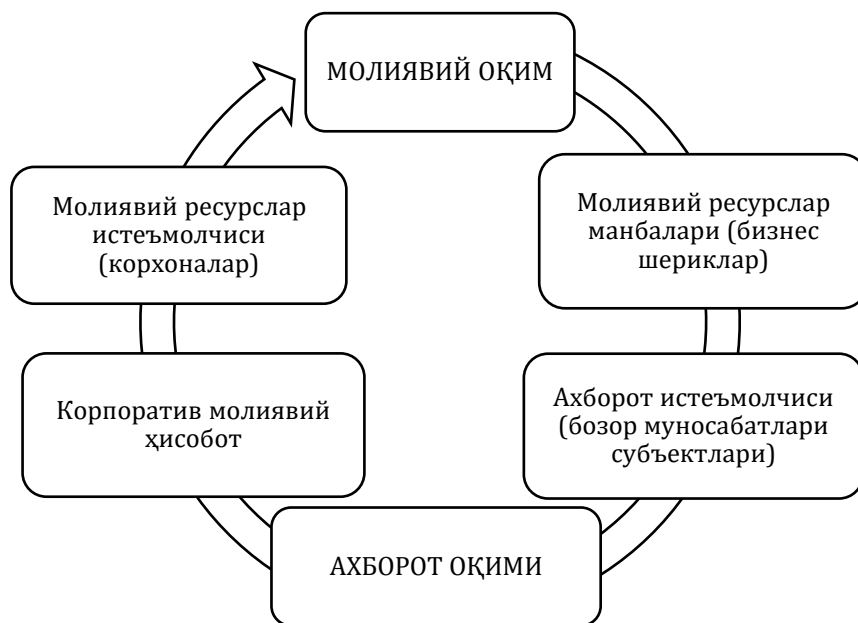 МОЛИЯВИЙ ОҚИМ
Молиявий ресурслар
манбалари (бизнес
шериклар)
Ахборот истеъмолчиси
(бозор муносабатлари
субъектлари)
АХБОРОТ ОҚИМИ
Корпоратив молиявий
ҳисобот
Молиявий ресурслар
истеъмолчиси
(корхоналар)